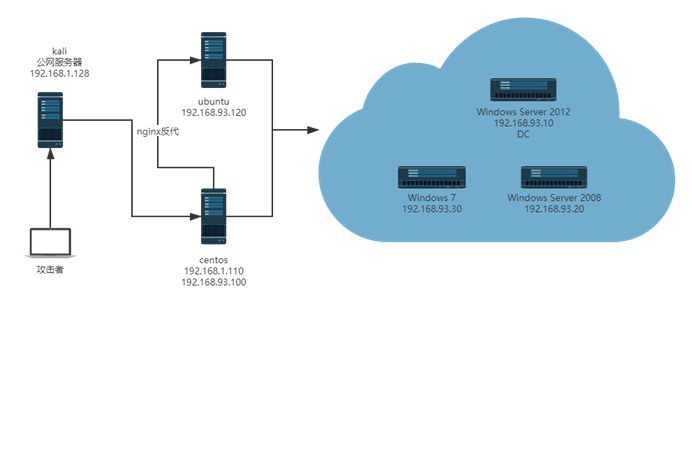 kali
公网服务器
192.168.1.128
攻击者
nginx反代
ubuntu
192.168.93.120
centos
192.168.1.110
192.168.93.100
Windows Server 2012
192.168.93.10
DC
Windows 7
192.168.93.30
Windows Server 2008
192.168.93.20